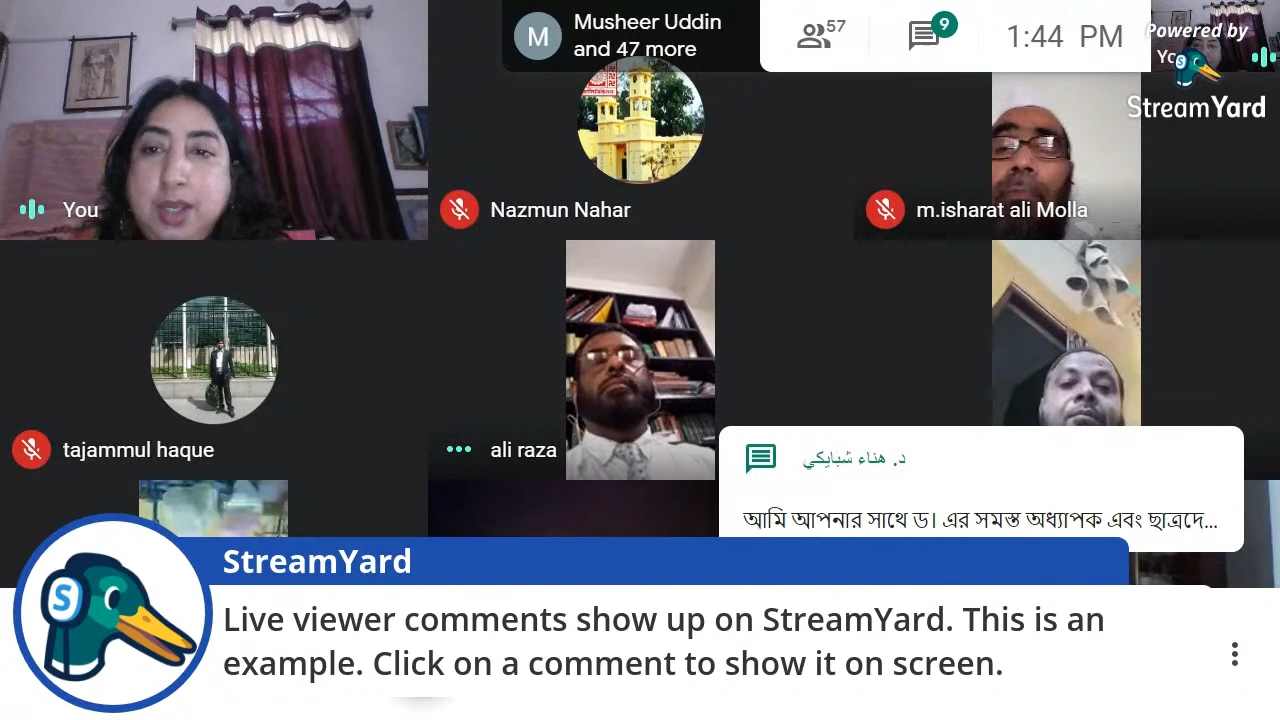 Musheer Uddin
and 47 more
M
57
9
1:44 PM
Powered by
StreamYard
You
Nazmun Nahar
m.isharat ali Molla
tajammul haque
ali raza
د. هناء شبايكي
আমি আপনার সাথে ড। এর সমস্ত অধ্যাপক এবং ছাত্রদে...
S
StreamYard
Live viewer comments show up on StreamYard. This is an
example. Click on a comment to show it on screen.